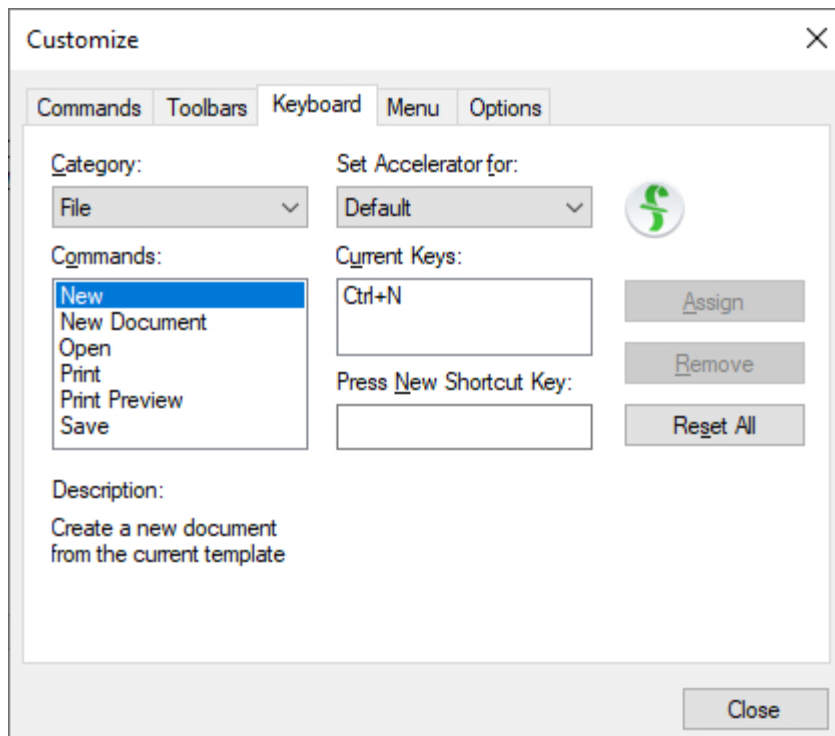 Customize
Commands
Toolbars
Keyboard
Menu
Options
Category:
File
Set Accelerator for:
Default
Commands:
New
New Document
Open
Print
Print Preview
Save
Current Keys:
Ctrl+N
Press New Shortcut Key:
Assign
Remove
Reset All
Description:
Create a new document
from the current template
Close